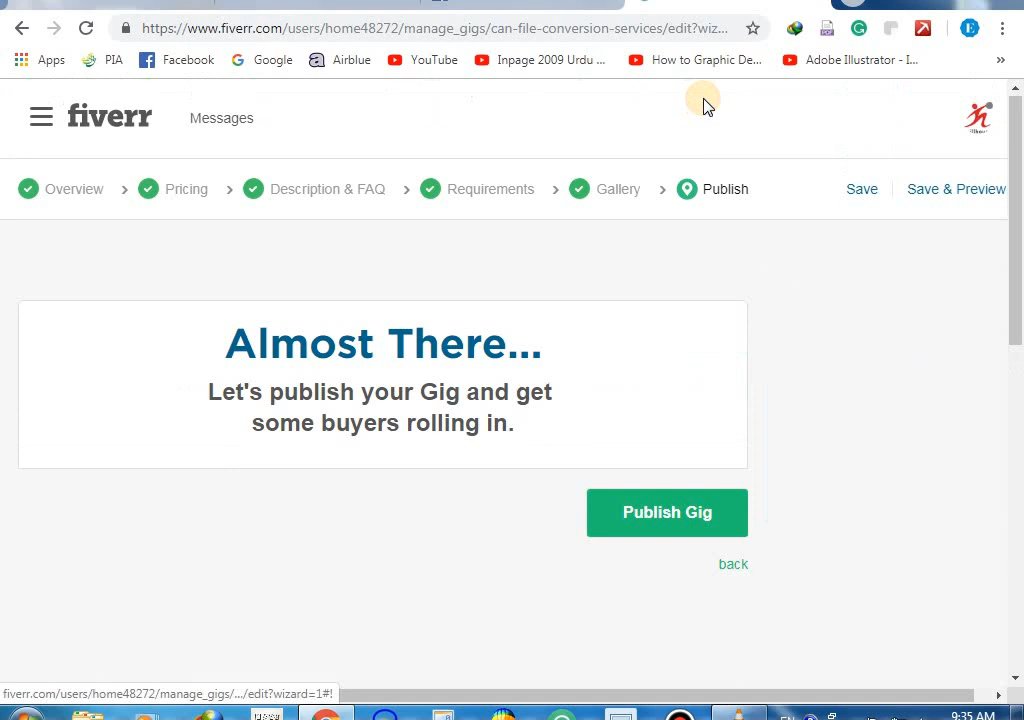 https://www.fiverr.com/users/home48272/manage_gigs/can-file-conversion-services/edit?wiz...
Apps PIA Facebook Google Airblue YouTube Inpage 2009 Urdu ... How to Graphic De... Adobe Illustrator - I... »
fiverr Messages
Overview > Pricing > Description & FAQ > Requirements > Gallery > Publish Save Save & Preview
Almost There...
Let's publish your Gig and get
some buyers rolling in.
Publish Gig
back
fiverr.com/users/home48272/manage_gigs/.../edit?wizard=1#!
EN 9:35 AM